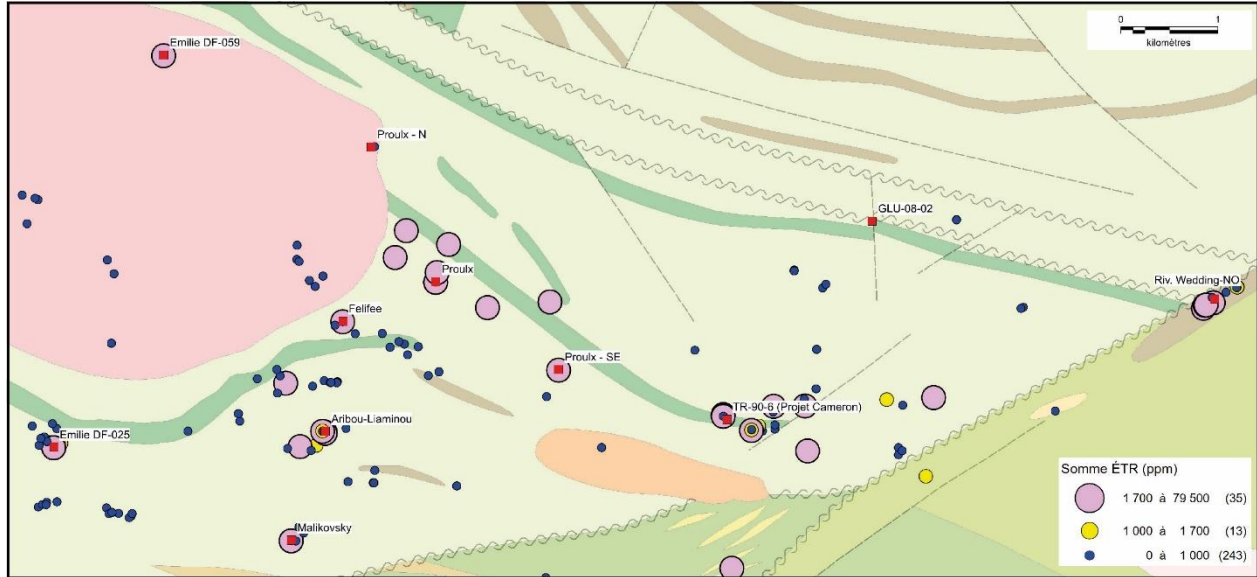 Emilie DF-059
0 1
kilomètres
Proulx - N
GLU-08-02
Proulx
Riv. Wedding-NO
Felifee
Proulx - SE
TR-90-6 (Projet Cameron)
Aribou-Liaminou
Emilie DF-025
Malikovsky
Somme ÉTR (ppm)
1 700 à 79 500 (35)
1 000 à 1 700 (13)
0 à 1 000 (243)